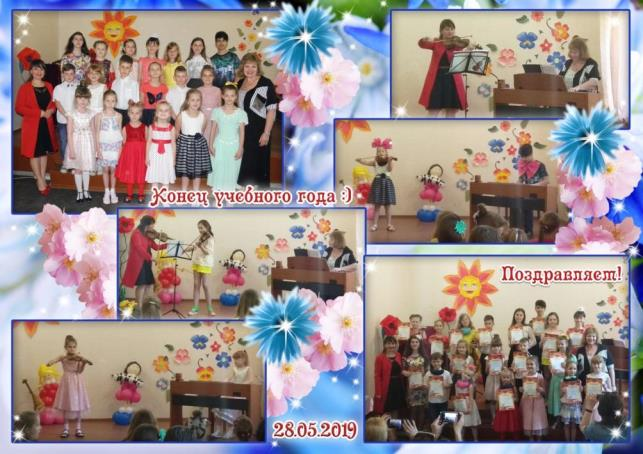 Конец учебного года :)
Поздравляет!
28.05.2019